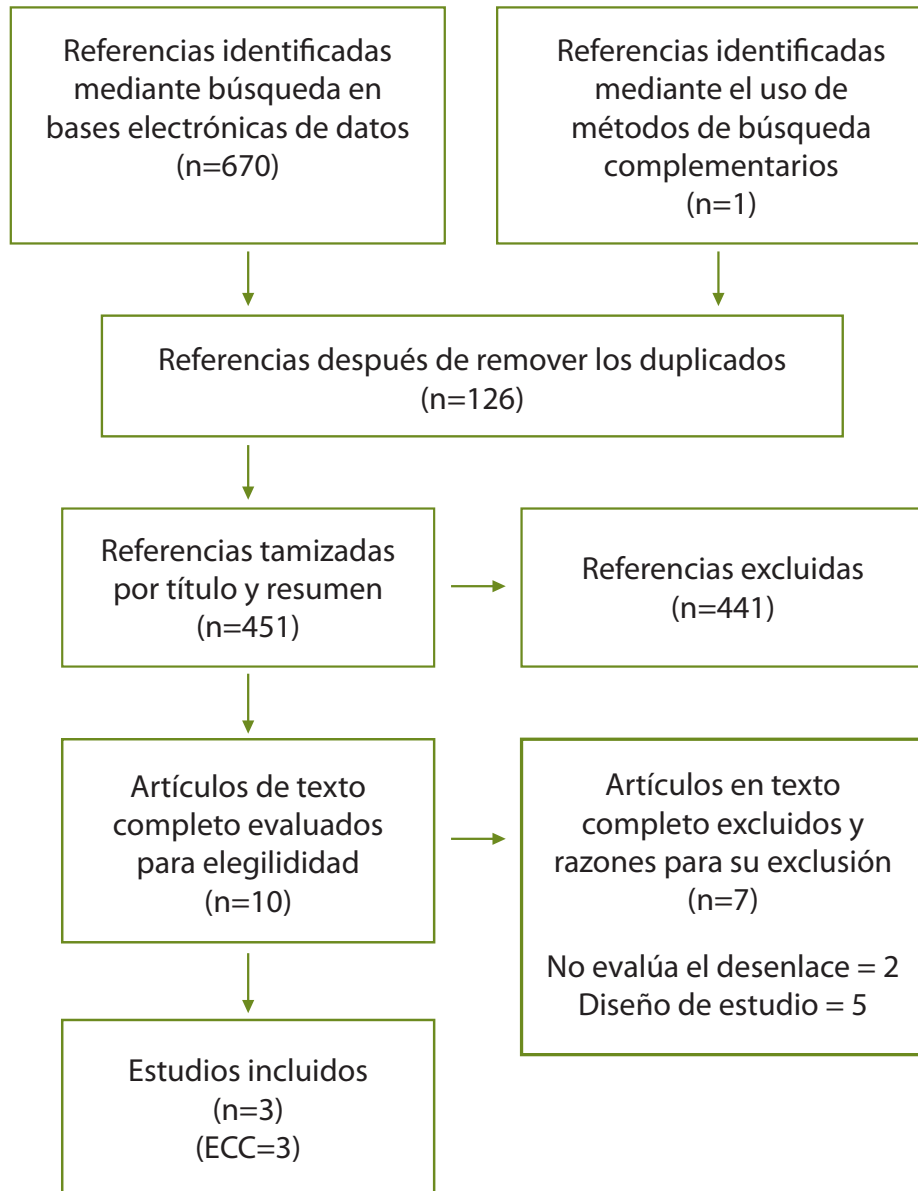 Referencias identificadas
mediante búsqueda en
bases electrónicas de datos
(n=670)
Referencias identificadas
mediante el uso de
métodos de búsqueda
complementarios
(n=1)
Referencias después de remover los duplicados
(n=126)
Referencias tamizadas
por título y resumen
(n=451)
Referencias excluidas
(n=441)
Artículos de texto
completo evaluados
para elegilididad
(n=10)
Artículos en texto
completo excluidos y
razones para su exclusión
(n=7)
No evalúa el desenlace = 2
Diseño de estudio = 5
Estudios incluidos
(n=3)
(ECC=3)